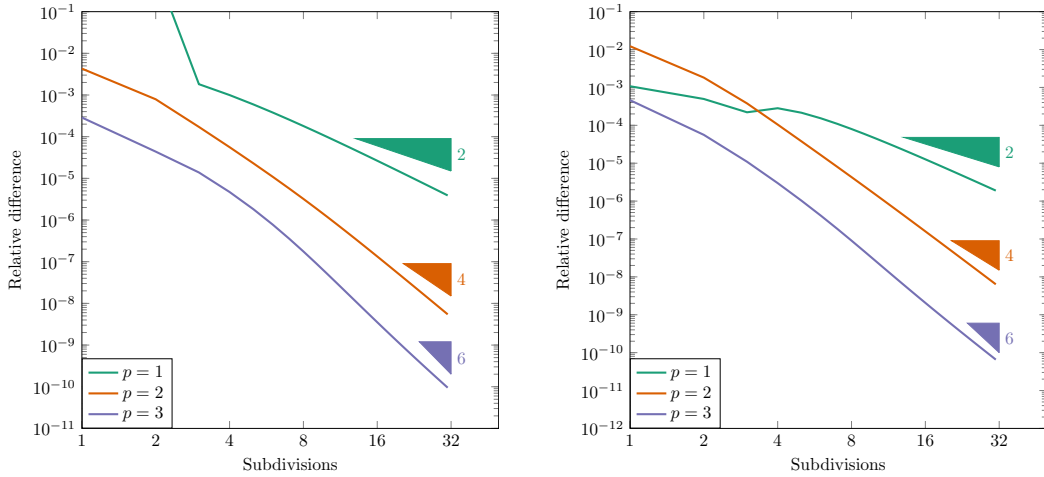 10⁻¹
10⁻²
10⁻³
10⁻⁴
10⁻⁵
10⁻⁶
10⁻⁷
10⁻⁸
10⁻⁹
10⁻¹⁰
10⁻¹¹
Relative difference
2
4
6
p = 1
p = 2
p = 3
1 2 4 8 16 32
Subdivisions
10⁻¹
10⁻²
10⁻³
10⁻⁴
10⁻⁵
10⁻⁶
10⁻⁷
10⁻⁸
10⁻⁹
10⁻¹⁰
10⁻¹¹
10⁻¹²
Relative difference
2
4
6
p = 1
p = 2
p = 3
1 2 4 8 16 32
Subdivisions